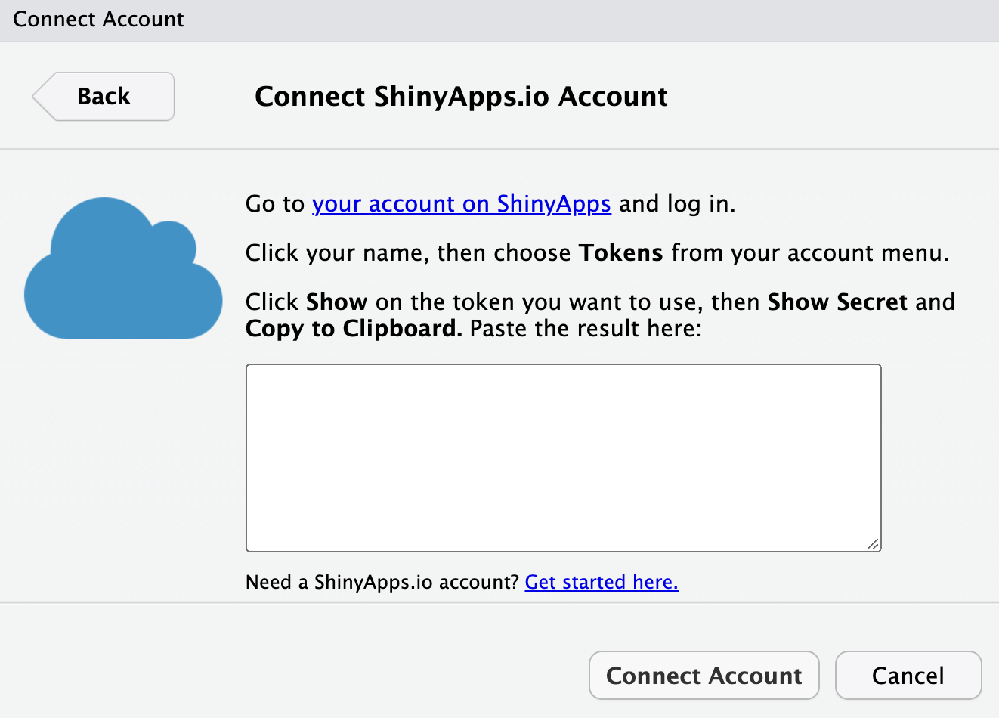 Connect Account
Back
Connect ShinyApps.io Account
Go to your account on ShinyApps and log in.
Click your name, then choose Tokens from your account menu.
Click Show on the token you want to use, then Show Secret and
Copy to Clipboard. Paste the result here:
Need a ShinyApps.io account? Get started here.
Connect Account
Cancel